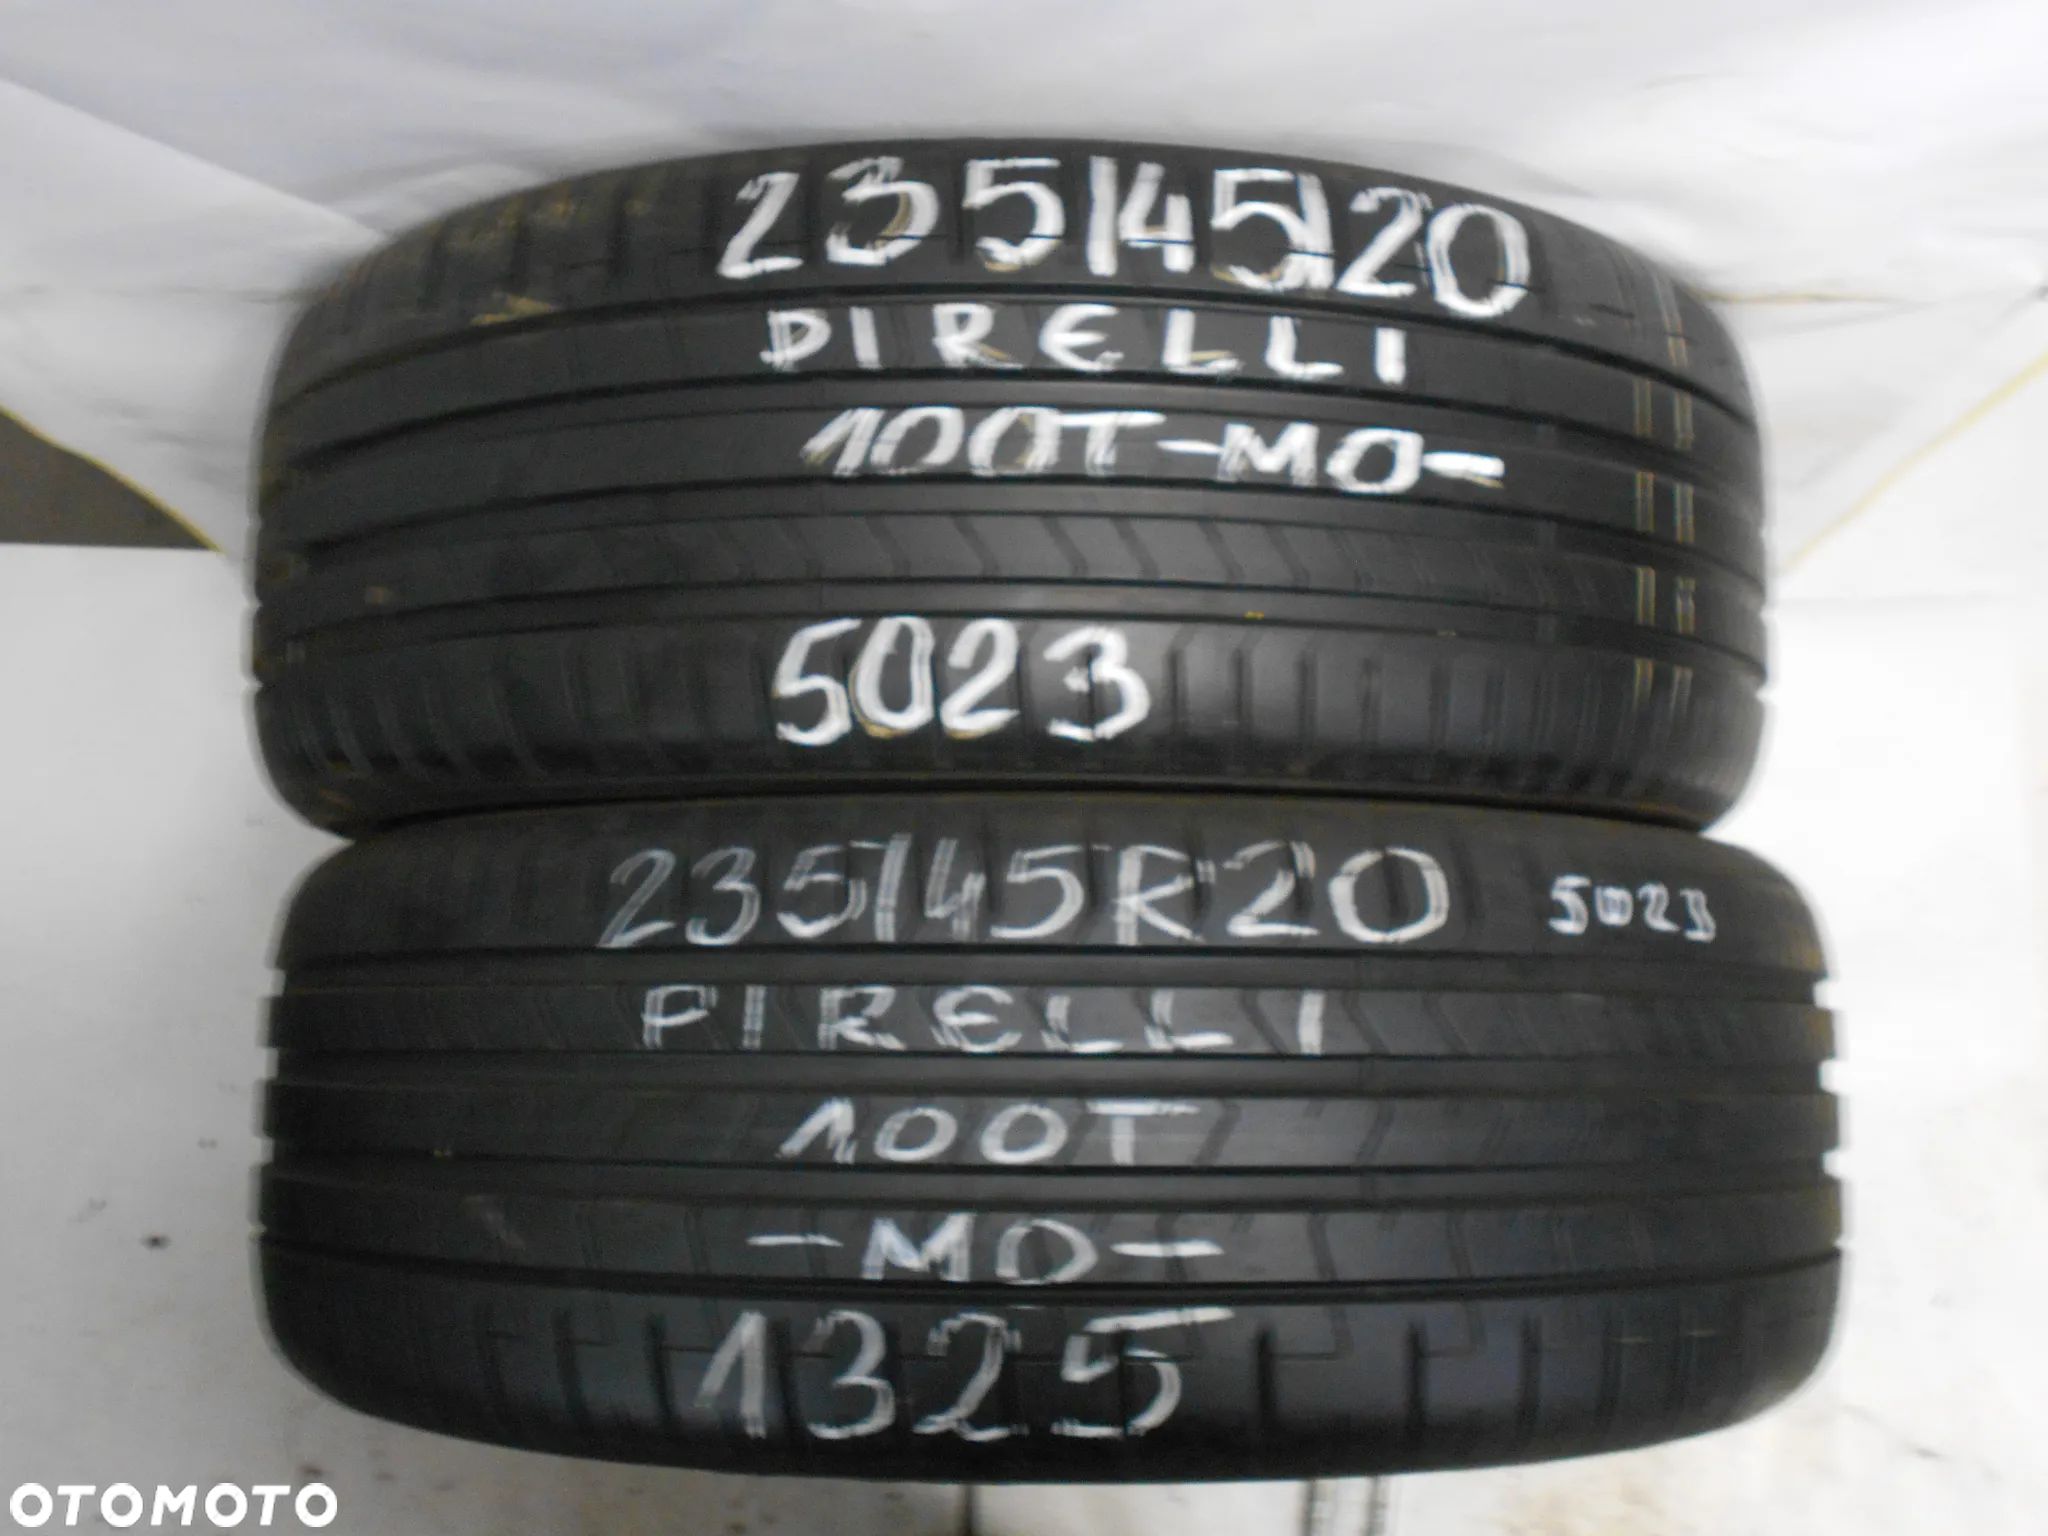 235/45/20
PIRELLI
100T-MO-
5023
235/45R20
5023
PIRELLI
100T
-MO-
1325
OTOMOTO